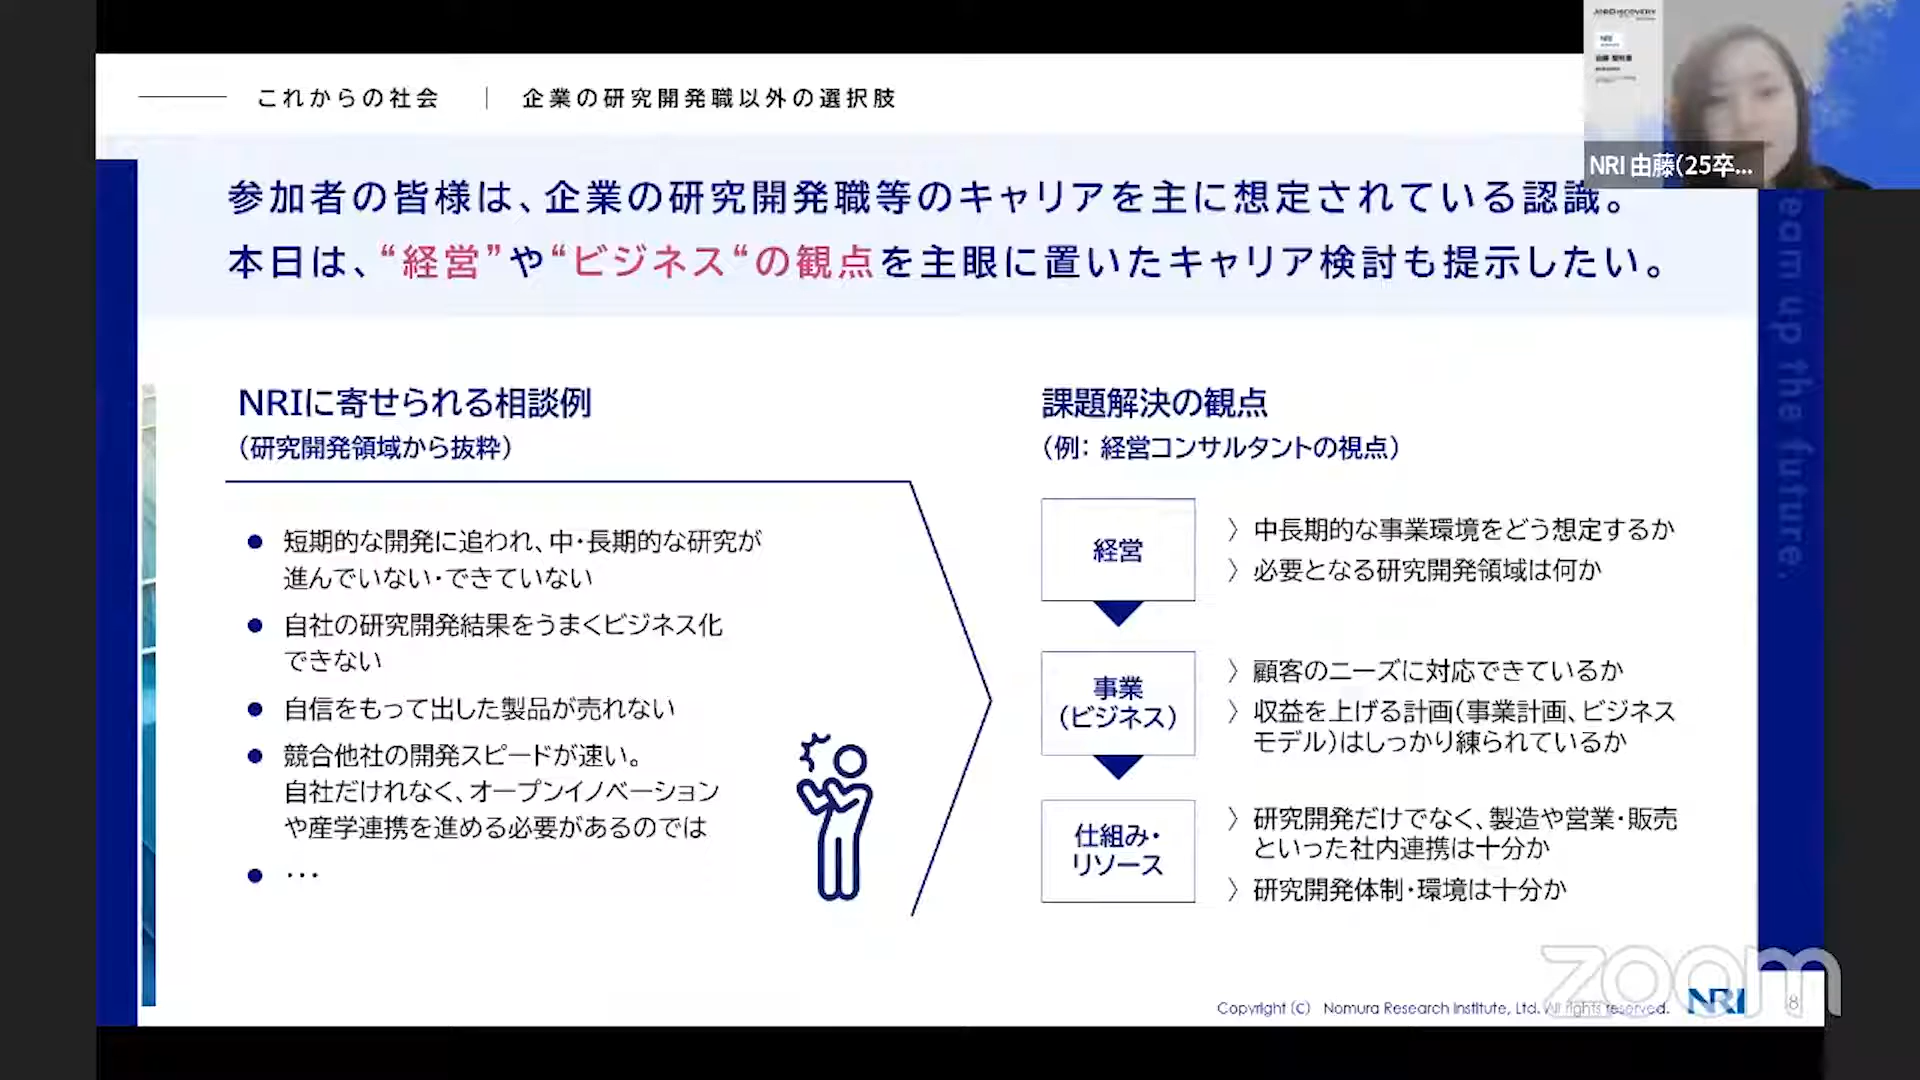 これからの社会 | 企業の研究開発職以外の選択肢
NRI
NRI 由藤(25卒...
参加者の皆様は、企業の研究開発職等のキャリアを主に想定されている認識。
本日は、“経営”や“ビジネス“の観点を主眼に置いたキャリア検討も提示したい。
eam up the future.
NRIに寄せられる相談例
（研究開発領域から抜粋）
● 短期的な開発に追われ、中・長期的な研究が
進んでいない・できていない
● 自社の研究開発結果をうまくビジネス化
できない
● 自信をもって出した製品が売れない
● 競合他社の開発スピードが速い。
自社だけれなく、オープンイノベーション
や産学連携を進める必要があるのでは
● ・・・
課題解決の観点
（例： 経営コンサルタントの視点）
経営
〉 中長期的な事業環境をどう想定するか
〉 必要となる研究開発領域は何か
事業
（ビジネス）
〉 顧客のニーズに対応できているか
〉 収益を上げる計画（事業計画、ビジネス
モデル）はしっかり練られているか
仕組み・
リソース
〉 研究開発だけでなく、製造や営業・販売
といった社内連携は十分か
〉 研究開発体制・環境は十分か
zoom
Copyright (C) Nomura Research Institute, Ltd. All rights reserved.
NRI
8